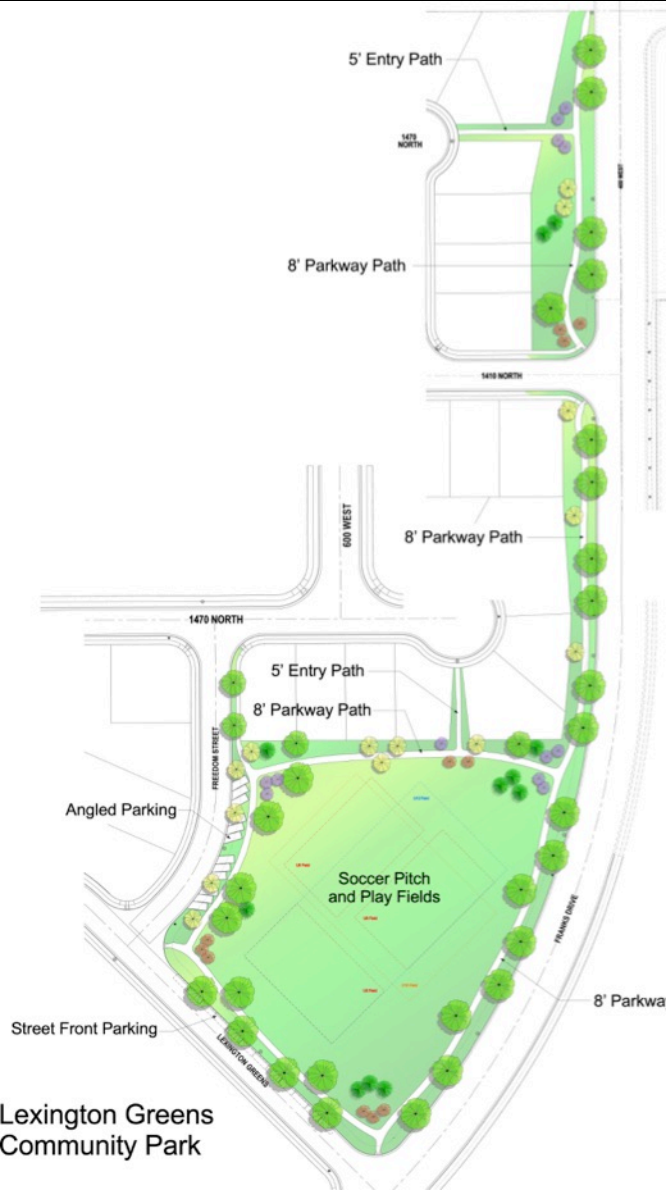 5' Entry Path
1470
NORTH
400 WEST
8' Parkway Path
1410 NORTH
8' Parkway Path
600 WEST
1470 NORTH
5' Entry Path
8' Parkway Path
FREEDOM STREET
Angled Parking
Soccer Pitch
and Play Fields
FRANKS DRIVE
8' Parkwa
Street Front Parking
LEXINGTON GREENS
Lexington Greens
Community Park